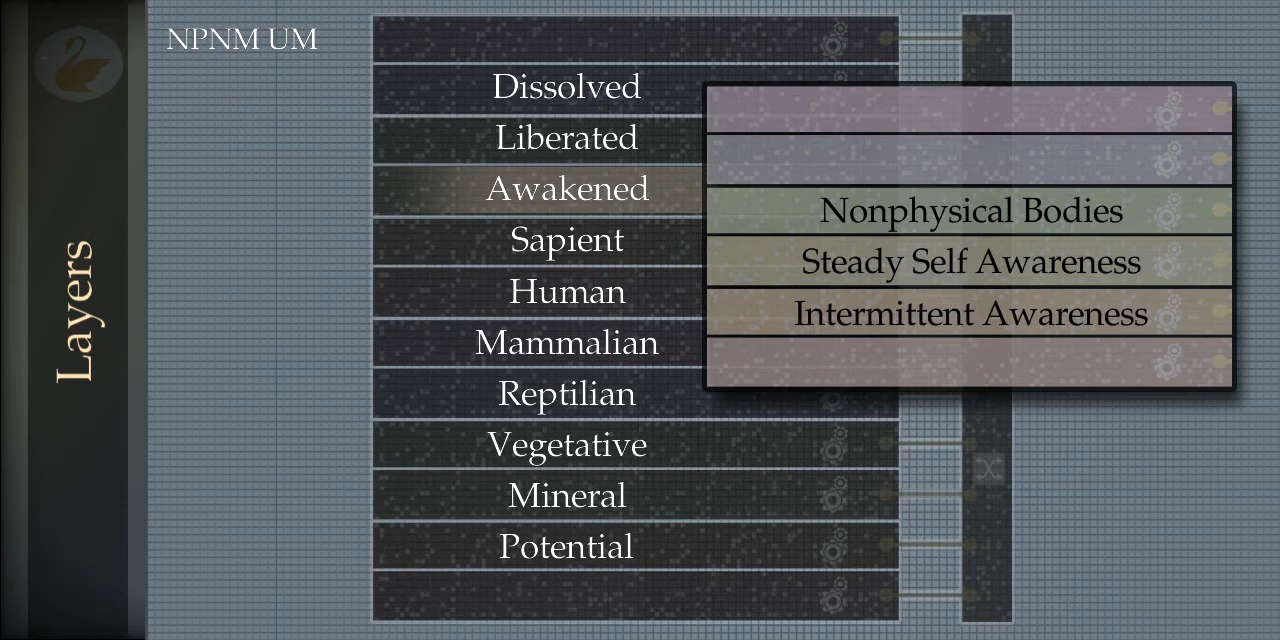 Layers
NPNM UM
Dissolved
Liberated
Awakened
Sapient
Human
Mammalian
Reptilian
Vegetative
Mineral
Potential
Nonphysical Bodies
Steady Self Awareness
Intermittent Awareness